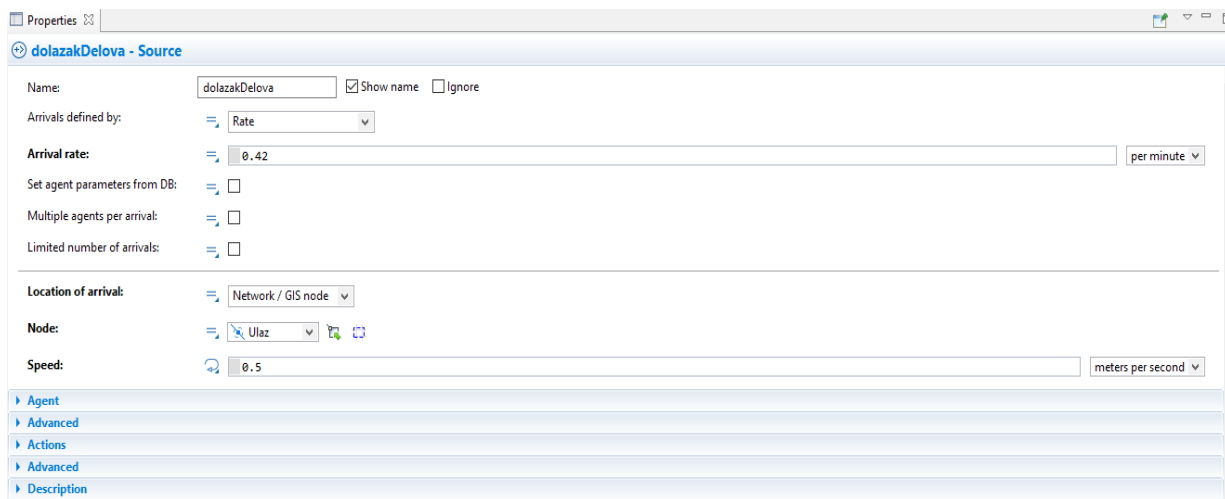 Properties
dolazakDelova - Source
Name: dolazakDelova Show name Ignore
Arrivals defined by: Rate
Arrival rate: 0.42 per minute
Set agent parameters from DB:
Multiple agents per arrival:
Limited number of arrivals:
Location of arrival: Network / GIS node
Node: Ulaz
Speed: 0.5 meters per second
Agent
Advanced
Actions
Advanced
Description